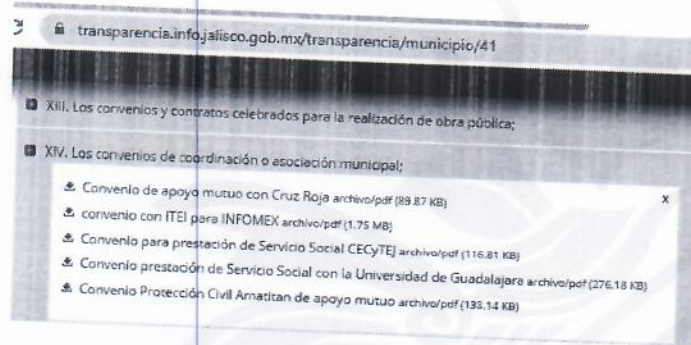 transparencia.info.jalisco.gob.mx/transparencia/municipio/41
XIII. Los convenios y contratos celebrados para la realización de obra pública;
XIV. Los convenios de coordinación o asociación municipal;
x
Convenio de apoyo mutuo con Cruz Roja archivo/pdf (89.87 KB)
convenio con ITEI para INFOMEX archivo/pdf (1.75 MB)
Convenio para prestación de Servicio Social CECyTEJ archivo/pdf (116.81 KB)
Convenio prestación de Servicio Social con la Universidad de Guadalajara archivo/pdf (276.18 KB)
Convenio Protección Civil Amatitan de apoyo mutuo archivo/pdf (133.14 KB)